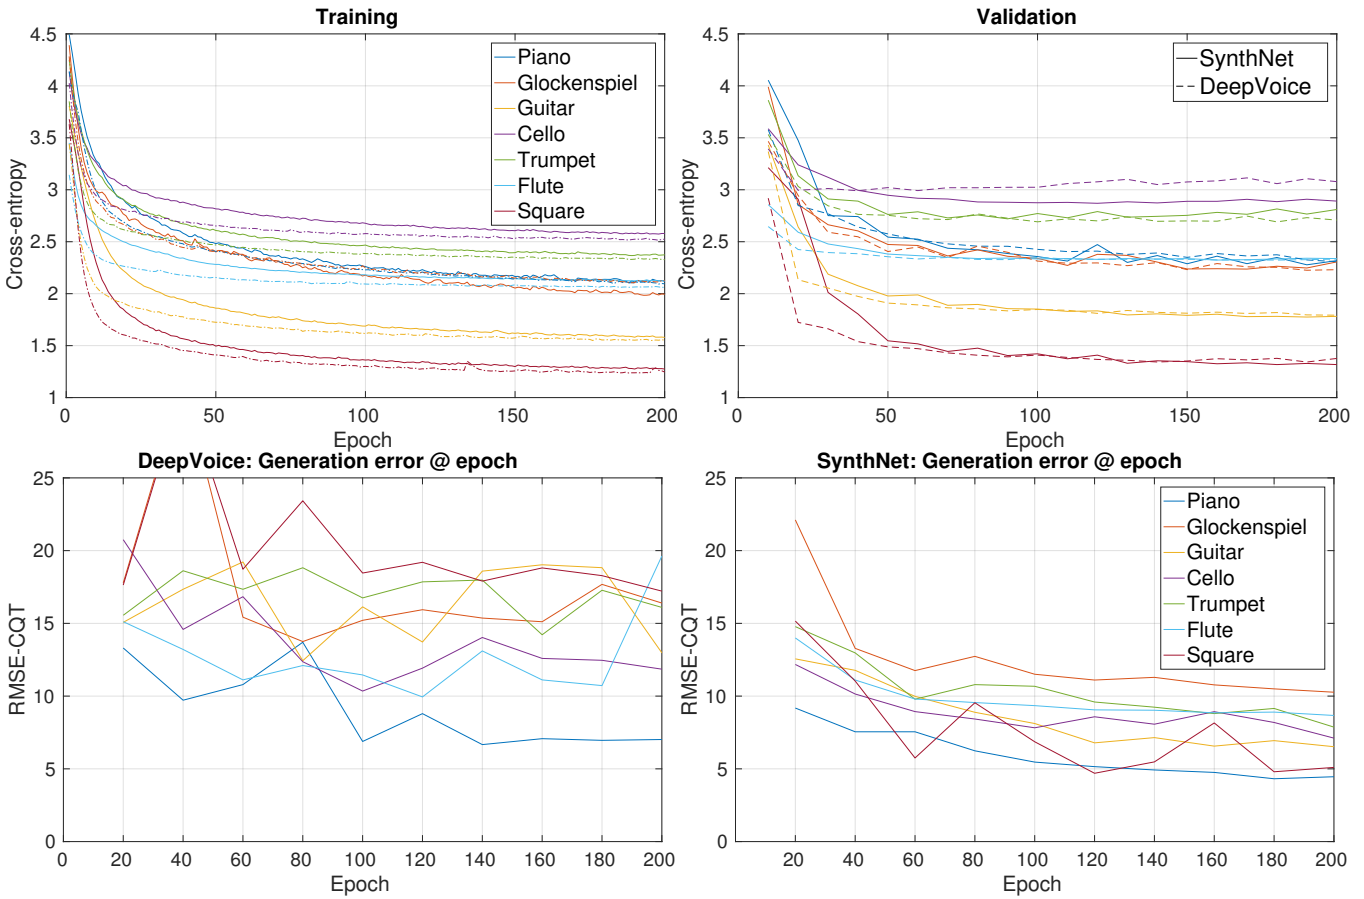 Training
4.5
4
3.5
3
2.5
2
1.5
1
Cross-entropy
0
50
100
150
200
Epoch
Piano
Glockenspiel
Guitar
Cello
Trumpet
Flute
Square
Validation
4.5
4
3.5
3
2.5
2
1.5
1
Cross-entropy
0
50
100
150
200
Epoch
SynthNet
DeepVoice
DeepVoice: Generation error @ epoch
25
20
15
10
5
0
RMSE-CQT
0
20
40
60
80
100
120
140
160
180
200
Epoch
SynthNet: Generation error @ epoch
25
20
15
10
5
0
RMSE-CQT
20
40
60
80
100
120
140
160
180
200
Epoch
Piano
Glockenspiel
Guitar
Cello
Trumpet
Flute
Square